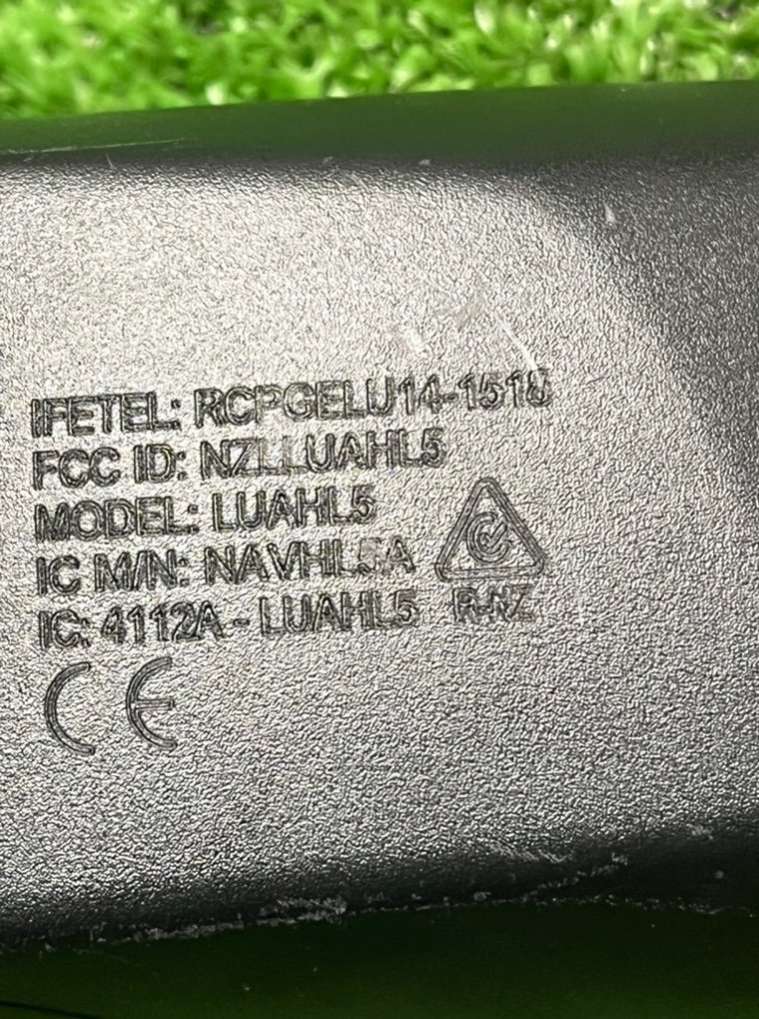 IFETEL: RCPGELU14-1518
FCC ID: NZLLUAHL5
MODEL: LUAHL5
IC M/N: NAVHL5A
IC: 4112A - LUAHL5 R-NZ
CE